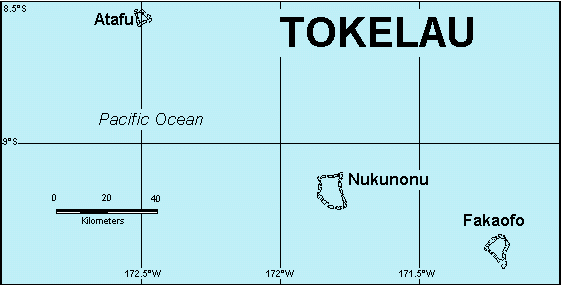 8.5°S
Atafu
TOKELAU
Pacific Ocean
9°S
Nukunonu
0 20 40
Kilometers
Fakaofo
172.5°W 172°W 171.5°W